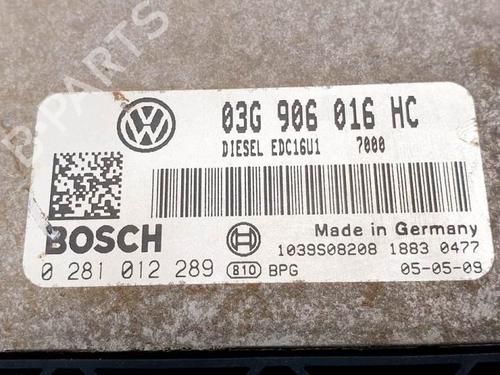 B-PARTS
03G 906 016 HC
DIESEL EDC16U1 7000
BOSCH
Made in Germany
1039S08208 1883 0477
0 281 012 289 B10 BPG 05-05-09